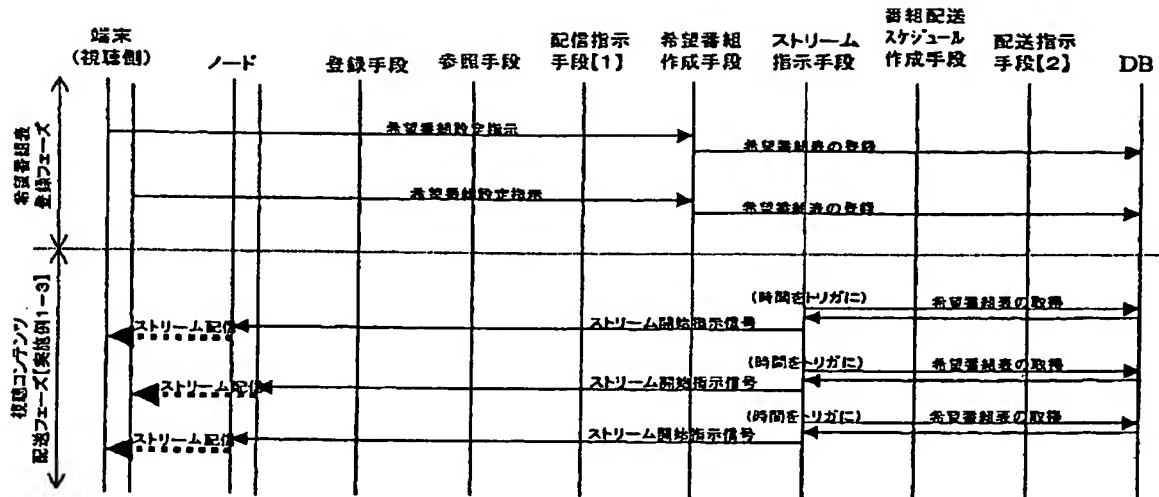 端末
(視聴側)
ノード
登録手段
参照手段
配信指示
手段[1]
希望番組
作成手段
ストリーム
指示手段
番組配送
スケジュール
作成手段
配送指示
手段[2]
DB
希望番組表
登録フェーズ
希望番組設定指示
希望番組表の登録
希望番組設定指示
希望番組表の登録
視聴コンテンツ
配送フェーズ[実施例1-3]
(時間をトリガに)
希望番組表の取得
ストリーム開始指示信号
ストリーム配信
(時間をトリガに)
希望番組表の取得
ストリーム開始指示信号
ストリーム配信
(時間をトリガに)
希望番組表の取得
ストリーム開始指示信号
ストリーム配信